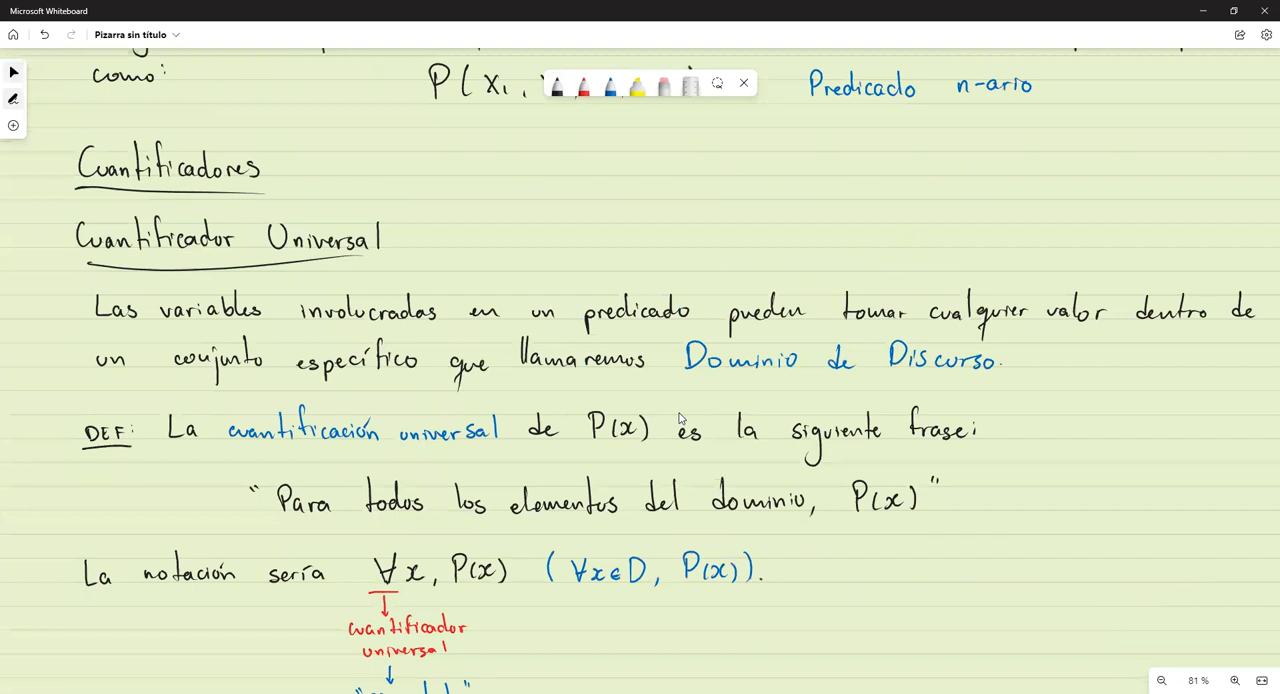 Microsoft Whiteboard
Pizarra sin título
como: P(x₁, Predicado n-ario
Cuantificadores
Cuantificador Universal
Las variables involucradas en un predicado pueden tomar cualquier valor dentro de
un conjunto específico que llamaremos Dominio de Discurso.
DEF: La cuantificación universal de P(x) es la siguiente frase:
"Para todos los elementos del dominio, P(x)"
La notación sería ∀x, P(x) (∀x∈D, P(x)).
cuantificador
universal
81 %